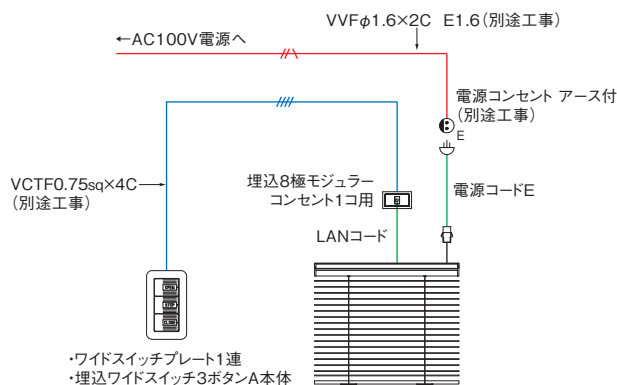 VVFφ1.6×2C E1.6(別途工事)
←AC100V電源へ
電源コンセント アース付
(別途工事)
E
VCTF0.75sq×4C
(別途工事)
埋込8極モジュラー
コンセント1コ用
電源コードE
LANコード
OPEN
STOP
CLOSE
・ワイドスイッチプレート1連
・埋込ワイドスイッチ3ボタンA本体